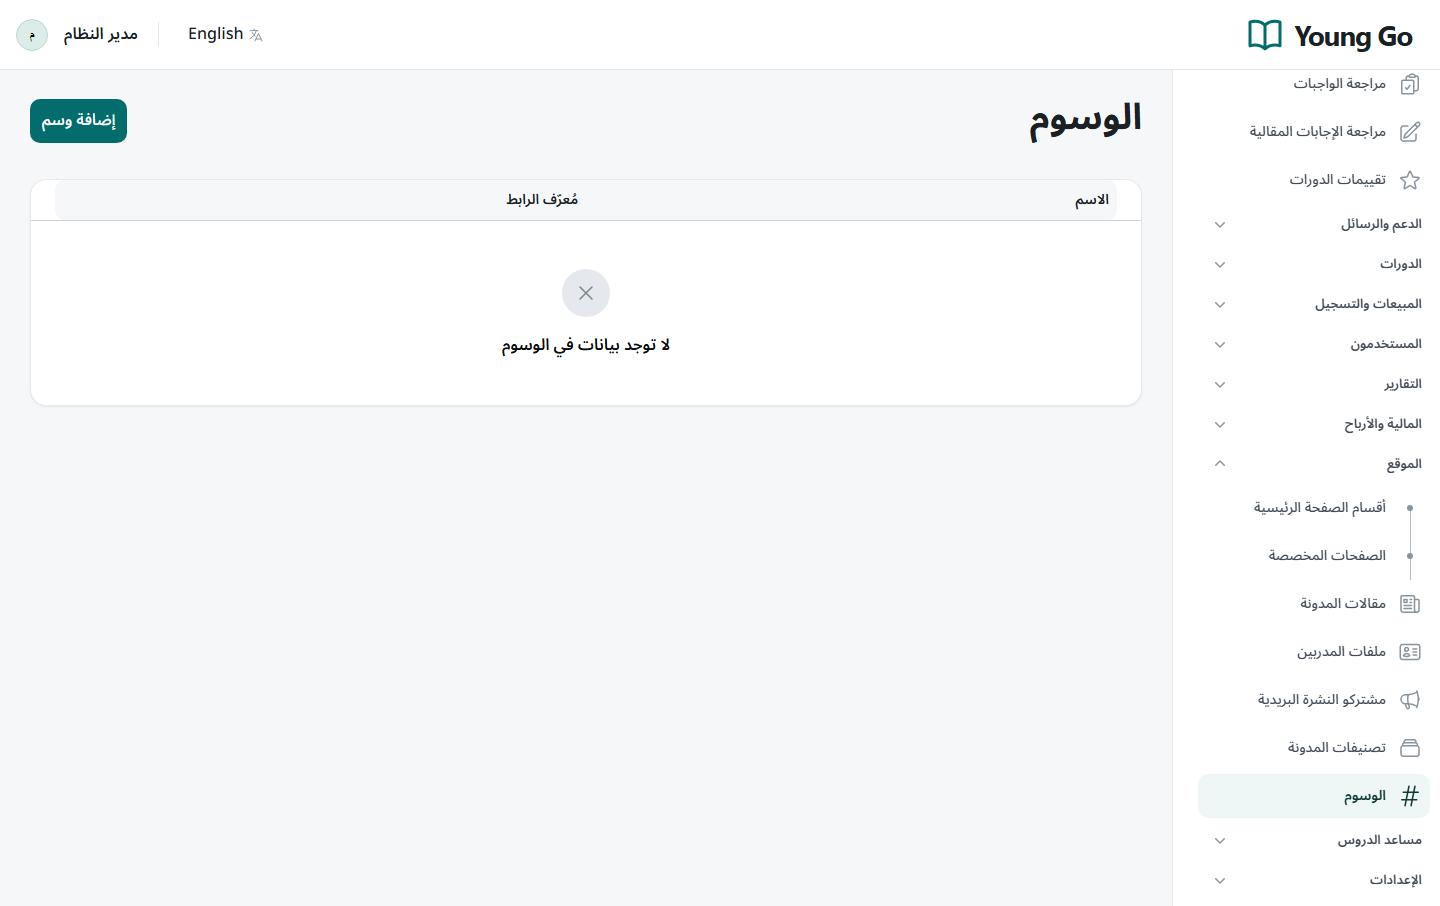 Young Go
English
مدير النظام
م
مراجعة الواجبات
مراجعة الإجابات المقالية
تقييمات الدورات
الدعم والرسائل
الدورات
المبيعات والتسجيل
المستخدمون
التقارير
المالية والأرباح
الموقع
أقسام الصفحة الرئيسية
الصفحات المخصصة
مقالات المدونة
ملفات المدربين
مشتركو النشرة البريدية
تصنيفات المدونة
الوسوم
مساعد الدروس
الإعدادات
الوسوم
إضافة وسم
الاسم
مُعرّف الرابط
لا توجد بيانات في الوسوم